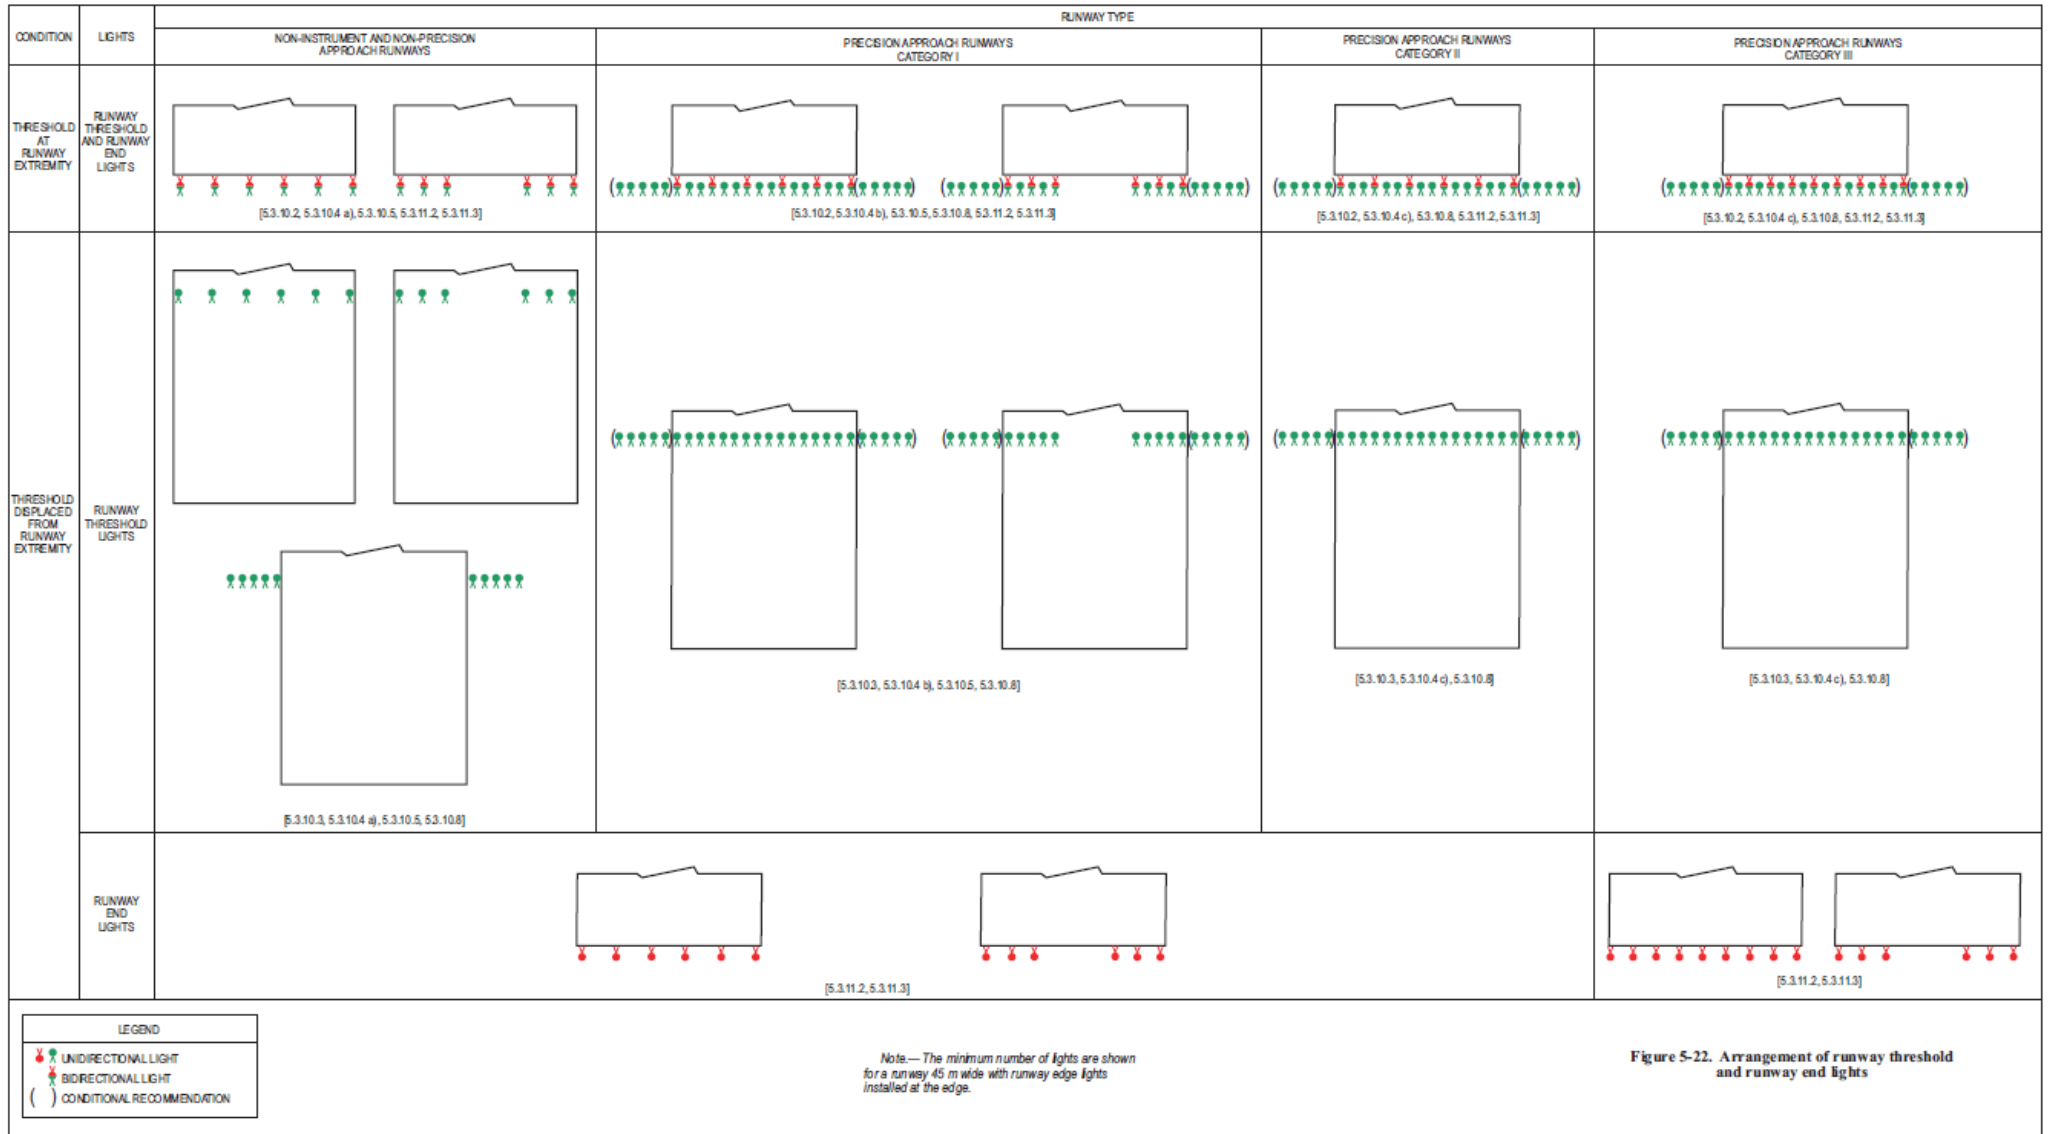 RUNWAY TYPE
CONDITION
LIGHTS
NON-INSTRUMENT AND NON-PRECISION
APPROACH RUNWAYS
PRECISION APPROACH RUNWAYS
CATEGORY I
PRECISION APPROACH RUNWAYS
CATEGORY II
PRECISION APPROACH RUNWAYS
CATEGORY III
THRESHOLD
AT
RUNWAY
EXTREMITY
RUNWAY
THRESHOLD
AND RUNWAY
END
LIGHTS
[5.3.10.2, 5.3.10.4 a), 5.3.10.5, 5.3.11.2, 5.3.11.3]
[5.3.10.2, 5.3.10.4 b), 5.3.10.5, 5.3.10.8, 5.3.11.2, 5.3.11.3]
[5.3.10.2, 5.3.10.4 c), 5.3.10.8, 5.3.11.2, 5.3.11.3]
[5.3.10.2, 5.3.10.4 c), 5.3.10.8, 5.3.11.2, 5.3.11.3]
THRESHOLD
DISPLACED
FROM
RUNWAY
EXTREMITY
RUNWAY
THRESHOLD
LIGHTS
[5.3.10.3, 5.3.10.4 a), 5.3.10.5, 5.3.10.8]
[5.3.10.3, 5.3.10.4 b), 5.3.10.5, 5.3.10.8]
[5.3.10.3, 5.3.10.4 c), 5.3.10.8]
[5.3.10.3, 5.3.10.4 c), 5.3.10.8]
RUNWAY
END
LIGHTS
[5.3.11.2, 5.3.11.3]
[5.3.11.2, 5.3.11.3]
LEGEND
UNIDIRECTIONAL LIGHT
BIDIRECTIONAL LIGHT
( ) CONDITIONAL RECOMMENDATION
Note.— The minimum number of lights are shown
for a runway 45 m wide with runway edge lights
installed at the edge.
Figure 5-22. Arrangement of runway threshold
and runway end lights